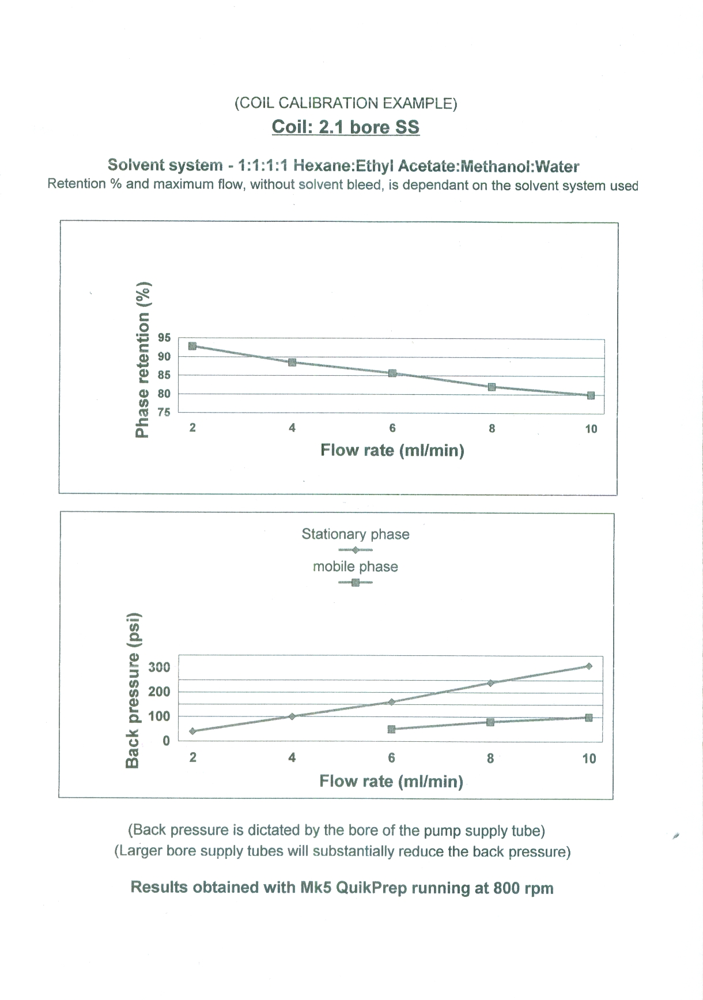 (COIL CALIBRATION EXAMPLE)
Coil: 2.1 bore SS
Solvent system - 1:1:1:1 Hexane:Ethyl Acetate:Methanol:Water
Retention % and maximum flow, without solvent bleed, is dependant on the solvent system used
Phase retention (%)
95
90
85
80
75
2 4 6 8 10
Flow rate (ml/min)
Stationary phase
mobile phase
Back pressure (psi)
300
200
100
0
2 4 6 8 10
Flow rate (ml/min)
(Back pressure is dictated by the bore of the pump supply tube)
(Larger bore supply tubes will substantially reduce the back pressure)
Results obtained with Mk5 QuikPrep running at 800 rpm